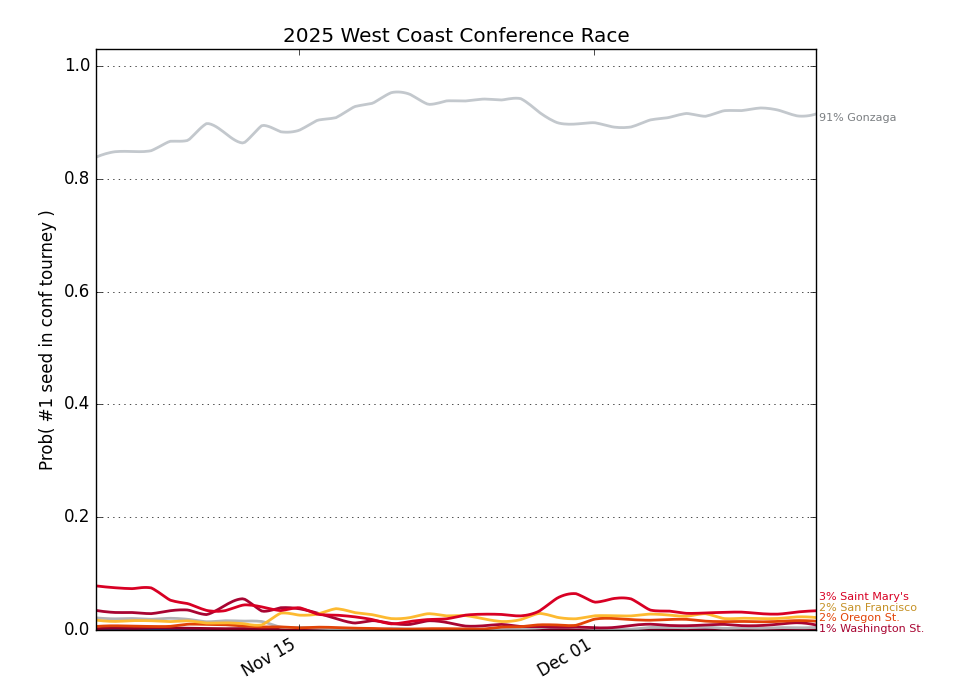 2025 West Coast Conference Race
Prob( #1 seed in conf tourney )
1.0
0.8
0.6
0.4
0.2
0.0
Nov 15
Dec 01
91% Gonzaga
3% Saint Mary's
2% San Francisco
2% Oregon St.
1% Washington St.